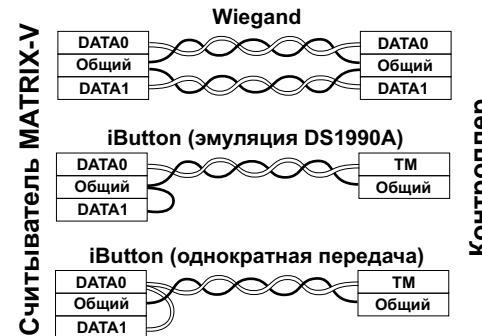 Считыватель MATRIX-V
Wiegand
DATA0 DATA0
Общий Общий
DATA1 DATA1
iButton (эмуляция DS1990A)
DATA0 TM
Общий Общий
DATA1
iButton (однократная передача)
DATA0 TM
Общий Общий
DATA1
Контроллер